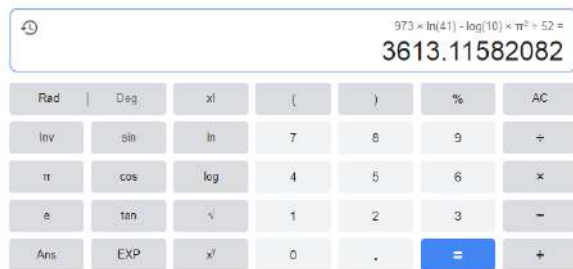 973 × ln(41) - log(10) × π² ÷ 52 =
3613.11582082
Rad | Deg x! ( ) % AC
Inv sin ln 7 8 9 ÷
π cos log 4 5 6 ×
e tan √ 1 2 3 −
Ans EXP xʸ 0 . = +